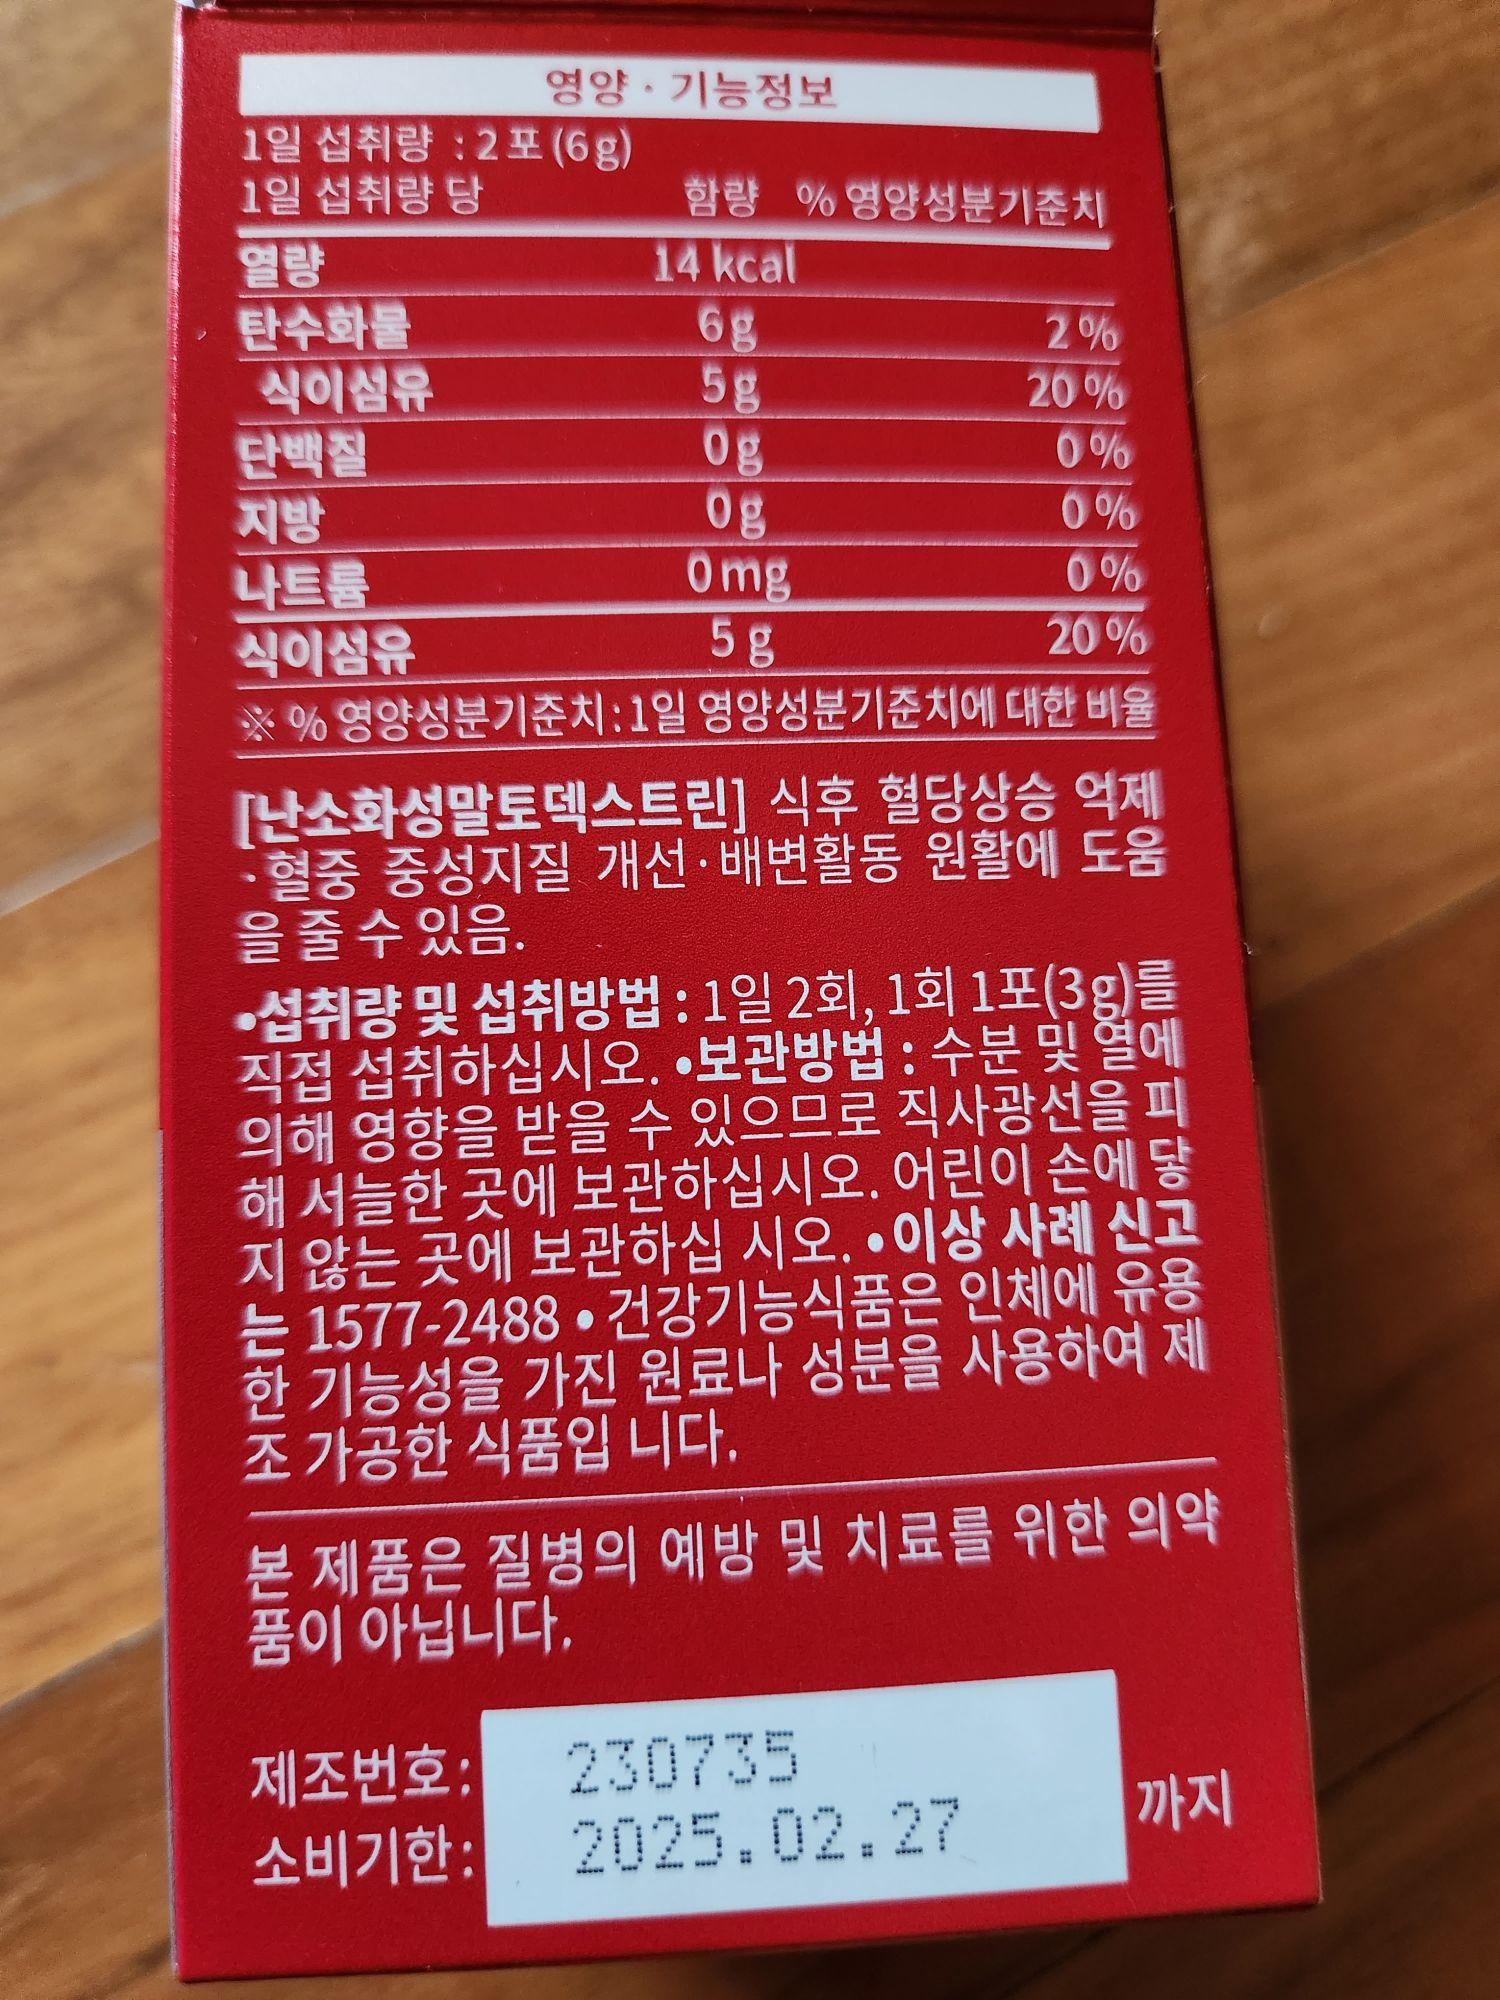 영양 · 기능정보
1일 섭취량 : 2포 (6g)
1일 섭취량 당 함량 % 영양성분기준치
열량 14 kcal
탄수화물 6g 2%
식이섬유 5g 20%
단백질 0g 0%
지방 0g 0%
나트륨 0mg 0%
식이섬유 5g 20%
※ % 영양성분기준치:1일 영양성분기준치에 대한 비율
[난소화성말토덱스트린] 식후 혈당상승 억제
·혈중 중성지질 개선·배변활동 원활에 도움
을 줄 수 있음.
•섭취량 및 섭취방법 : 1일 2회, 1회 1포(3g)를
직접 섭취하십시오. •보관방법 : 수분 및 열에
의해 영향을 받을 수 있으므로 직사광선을 피
해 서늘한 곳에 보관하십시오. 어린이 손에 닿
지 않는 곳에 보관하십 시오. •이상 사례 신고
는 1577-2488 • 건강기능식품은 인체에 유용
한 기능성을 가진 원료나 성분을 사용하여 제
조 가공한 식품입 니다.
본 제품은 질병의 예방 및 치료를 위한 의약
품이 아닙니다.
제조번호: 230735
소비기한: 2025.02.27 까지